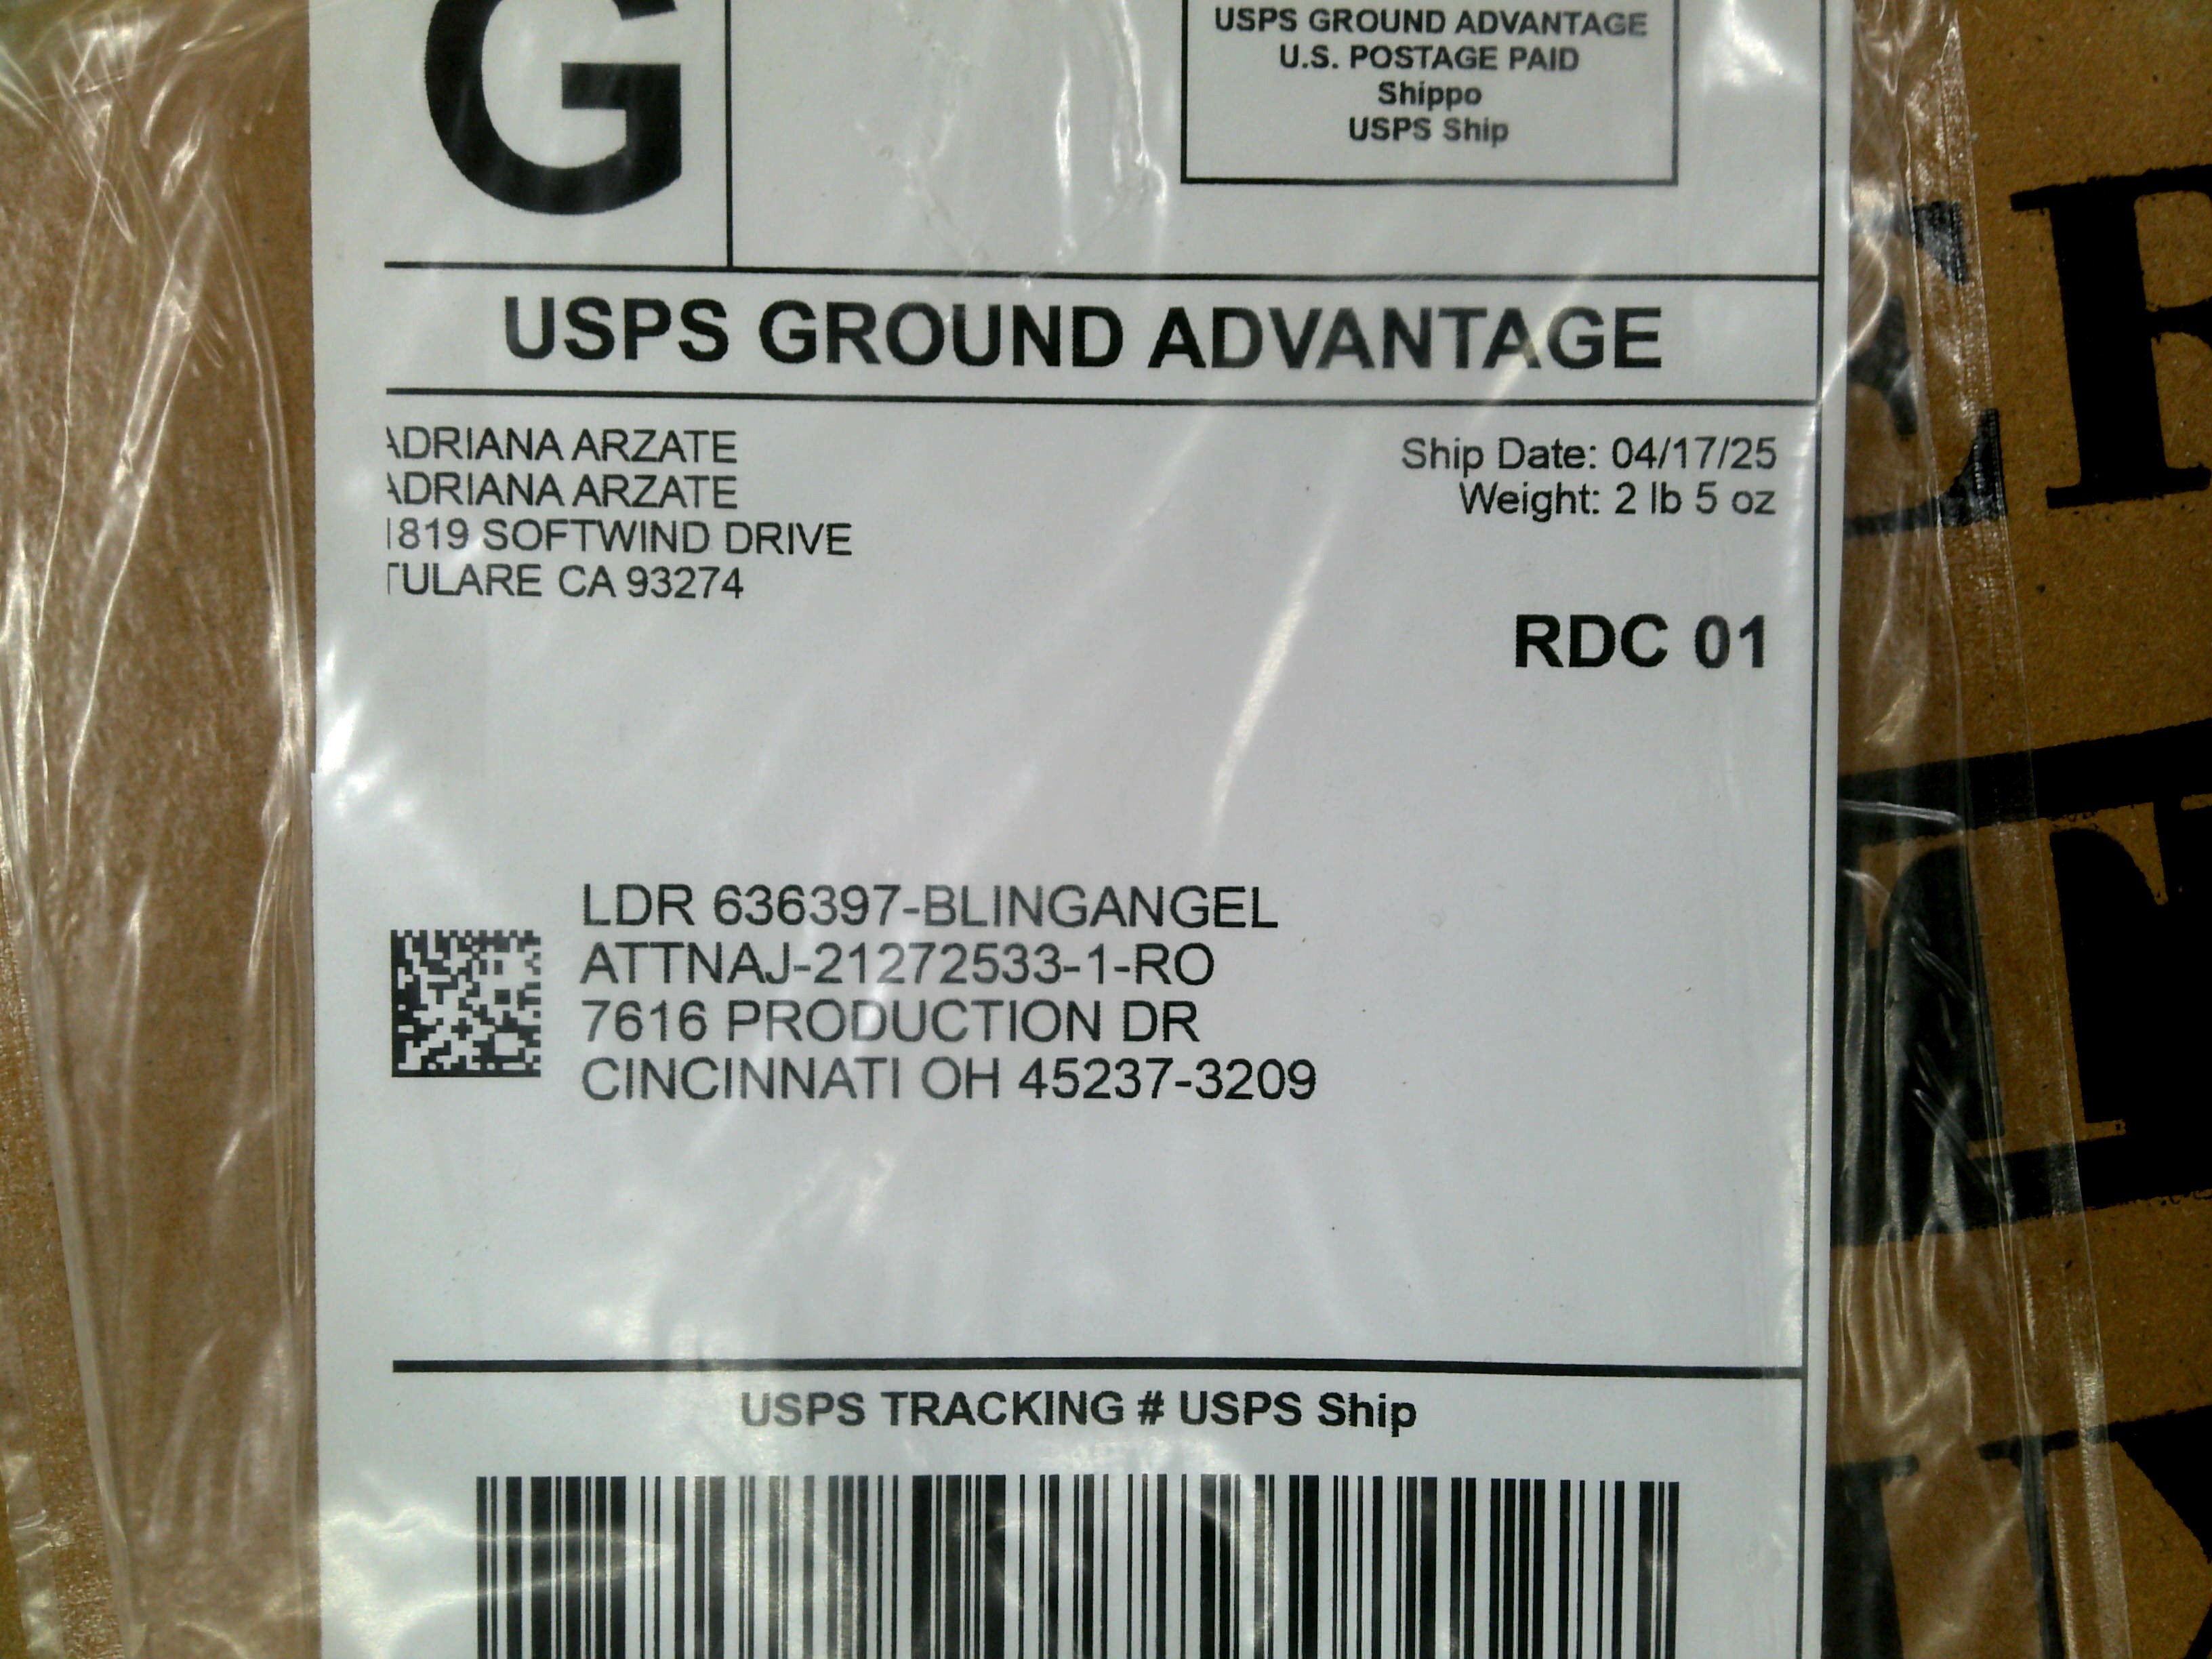 G
USPS GROUND ADVANTAGE
U.S. POSTAGE PAID
Shippo
USPS Ship
USPS GROUND ADVANTAGE
ADRIANA ARZATE
ADRIANA ARZATE
1819 SOFTWIND DRIVE
TULARE CA 93274
Ship Date: 04/17/25
Weight: 2 lb 5 oz
RDC 01
LDR 636397-BLINGANGEL
ATTNAJ-21272533-1-RO
7616 PRODUCTION DR
CINCINNATI OH 45237-3209
USPS TRACKING # USPS Ship